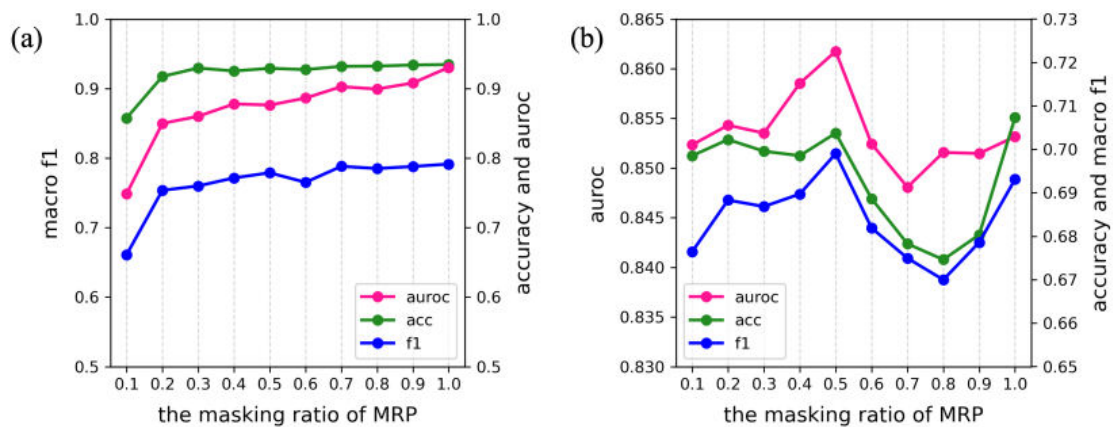 (a)
1.0
0.9
0.8
0.7
0.6
0.5
macro f1
1.0
0.9
0.8
0.7
0.6
0.5
accuracy and auroc
auroc
acc
f1
0.1 0.2 0.3 0.4 0.5 0.6 0.7 0.8 0.9 1.0
the masking ratio of MRP
(b)
0.865
0.860
0.855
0.850
0.845
0.840
0.835
0.830
auroc
0.73
0.72
0.71
0.70
0.69
0.68
0.67
0.66
0.65
accuracy and macro f1
auroc
acc
f1
0.1 0.2 0.3 0.4 0.5 0.6 0.7 0.8 0.9 1.0
the masking ratio of MRP